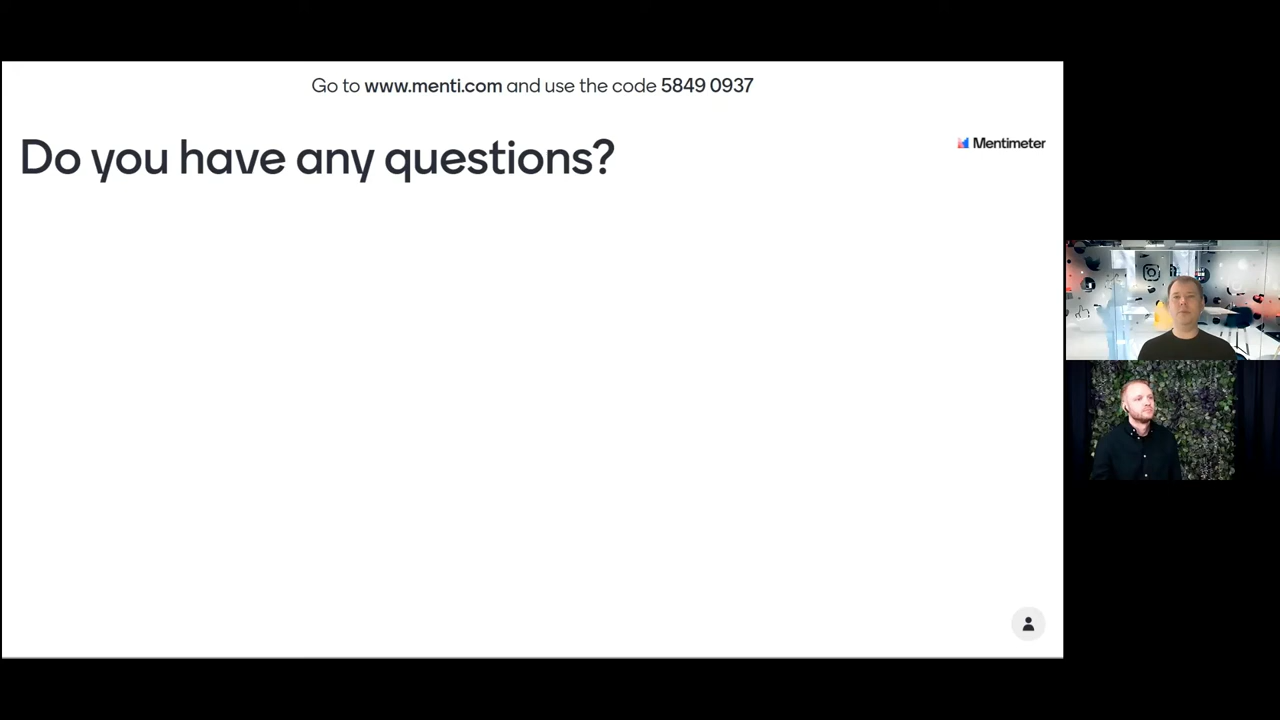 Go to www.menti.com and use the code 5849 0937
Do you have any questions?
Mentimeter